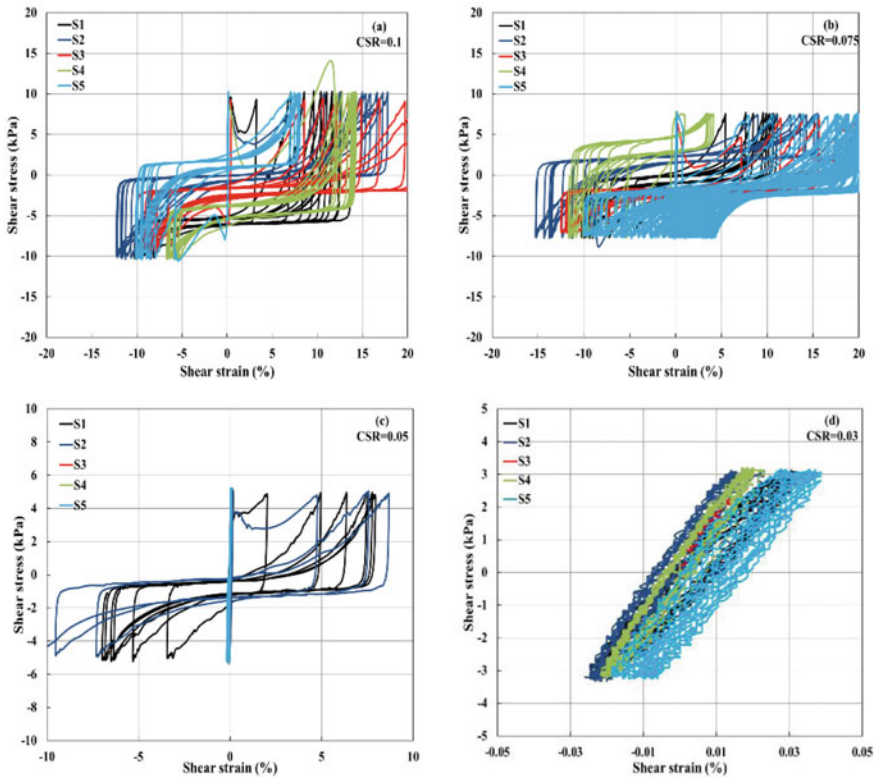 (a)
CSR=0.1
S1
S2
S3
S4
S5
20
15
10
5
0
-5
-10
-15
-20
Shear stress (kPa)
-20 -15 -10 -5 0 5 10 15 20
Shear strain (%)
(b)
CSR=0.075
S1
S2
S3
S4
S5
20
15
10
5
0
-5
-10
-15
-20
Shear stress (kPa)
-20 -15 -10 -5 0 5 10 15 20
Shear strain (%)
(c)
CSR=0.05
S1
S2
S3
S4
S5
10
8
6
4
2
0
-2
-4
-6
-8
-10
Shear stress (kPa)
-10 -5 0 5 10
Shear strain (%)
(d)
CSR=0.03
S1
S2
S3
S4
S5
5
4
3
2
1
0
-1
-2
-3
-4
-5
Shear stress (kPa)
-0.05 -0.03 -0.01 0.01 0.03 0.05
Shear strain (%)